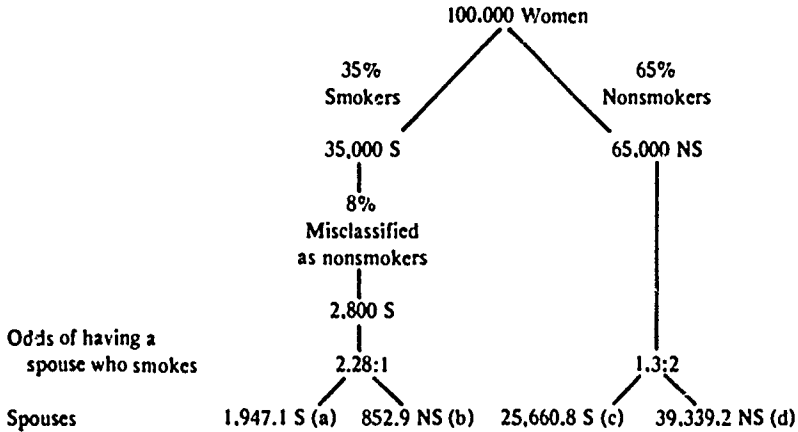 100.000 Women
35%
Smokers
65%
Nonsmokers
35,000 S
65.000 NS
8%
Misclassified
as nonsmokers
2.800 S
Odds of having a
spouse who smokes
2.28:1
1.3:2
Spouses
1.947.1 S (a)
852.9 NS (b)
25,660.8 S (c)
39.339.2 NS (d)